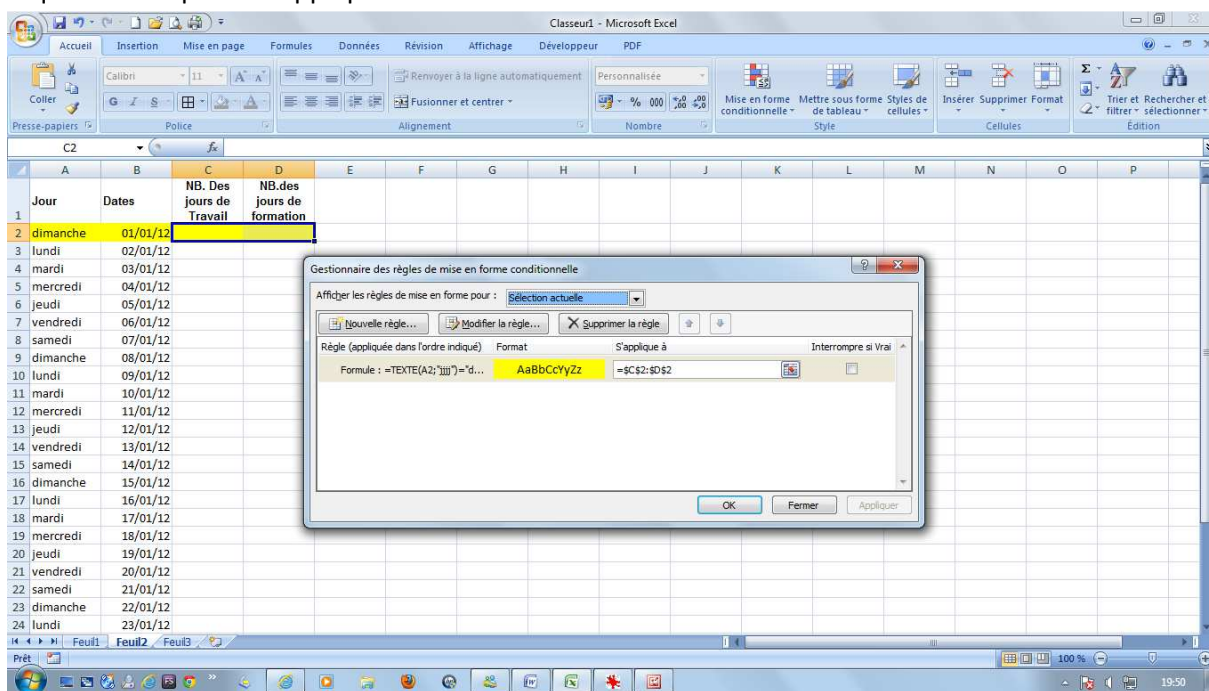 Classeur1 - Microsoft Excel
Accueil Insertion Mise en page Formules Données Révision Affichage Développeur PDF
Coller
Calibri 11
G I S
Renvoyer à la ligne automatiquement
Fusionner et centrer
Personnalisée
% 000
Mise en forme conditionnelle
Mettre sous forme de tableau
Styles de cellules
Insérer Supprimer Format
Trier et filtrer
Rechercher et sélectionner
Presse-papiers Police Alignement Nombre Style Cellules Édition
C2 fx
A B C D E F G H I J K L M N O P
1 Jour Dates NB. Des jours de Travail NB.des jours de formation
2 dimanche 01/01/12
3 lundi 02/01/12
4 mardi 03/01/12
5 mercredi 04/01/12
6 jeudi 05/01/12
7 vendredi 06/01/12
8 samedi 07/01/12
9 dimanche 08/01/12
10 lundi 09/01/12
11 mardi 10/01/12
12 mercredi 11/01/12
13 jeudi 12/01/12
14 vendredi 13/01/12
15 samedi 14/01/12
16 dimanche 15/01/12
17 lundi 16/01/12
18 mardi 17/01/12
19 mercredi 18/01/12
20 jeudi 19/01/12
21 vendredi 20/01/12
22 samedi 21/01/12
23 dimanche 22/01/12
24 lundi 23/01/12
Gestionnaire des règles de mise en forme conditionnelle
Afficher les règles de mise en forme pour : Sélection actuelle
Nouvelle règle... Modifier la règle... Supprimer la règle
Règle (appliquée dans l'ordre indiqué) Format S'applique à Interrompre si Vrai
Formule : =TEXTE(A2;"jjjj")="d... AaBbCcYyZz =$C$2:$D$2
OK Fermer Appliquer
Feuil1 Feuil2 Feuil3
Prêt 100 %
19:50